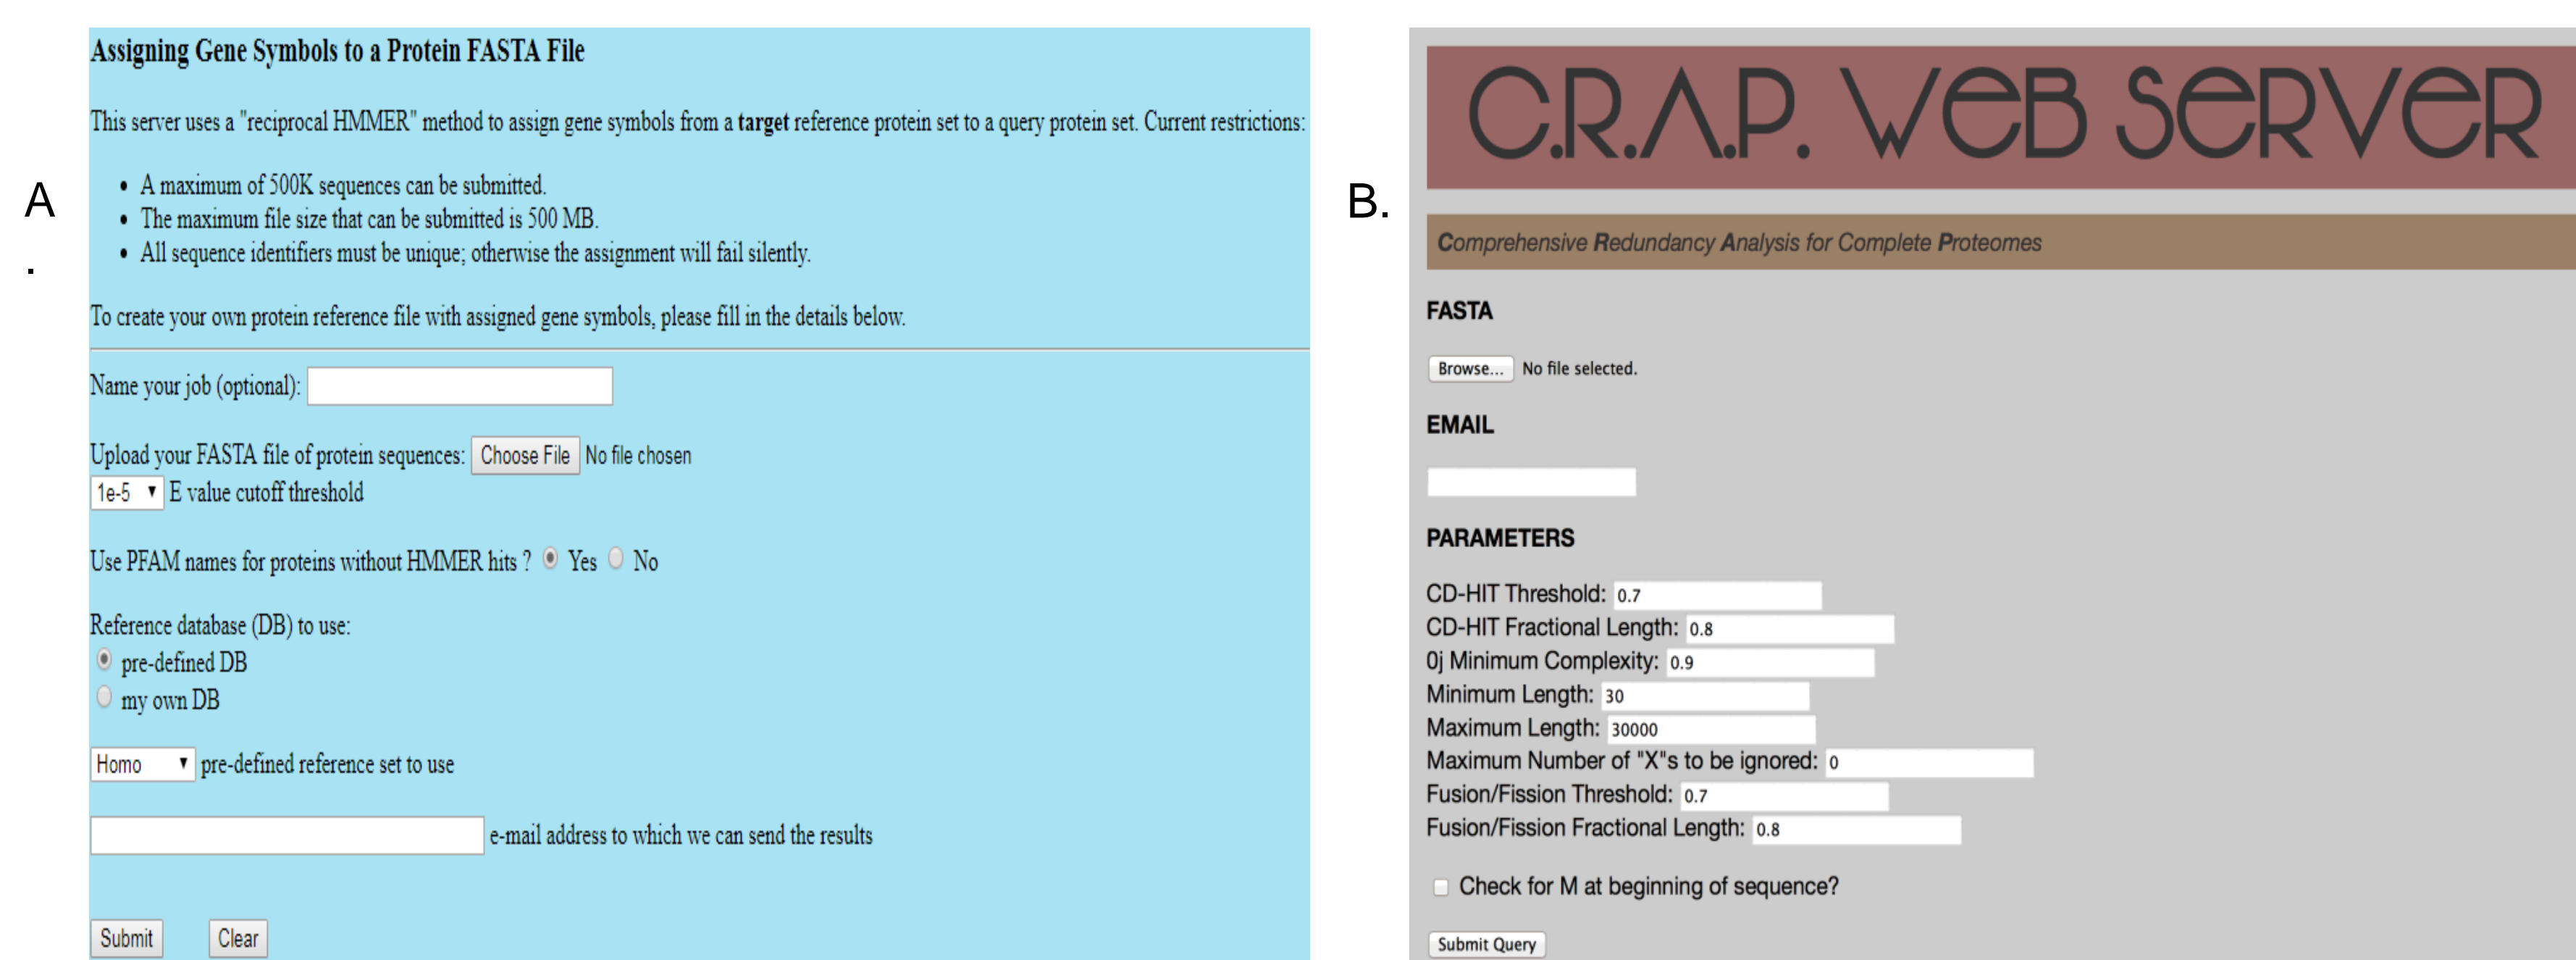 A
.
Assigning Gene Symbols to a Protein FASTA File
This server uses a "reciprocal HMMER" method to assign gene symbols from a target reference protein set to a query protein set. Current restrictions:
• A maximum of 500K sequences can be submitted.
• The maximum file size that can be submitted is 500 MB.
• All sequence identifiers must be unique; otherwise the assignment will fail silently.
To create your own protein reference file with assigned gene symbols, please fill in the details below.
Name your job (optional):
Upload your FASTA file of protein sequences: Choose File No file chosen
1e-5 ▼ E value cutoff threshold
Use PFAM names for proteins without HMMER hits ? Yes No
Reference database (DB) to use:
pre-defined DB
my own DB
Homo ▼ pre-defined reference set to use
e-mail address to which we can send the results
Submit Clear
B.
C.R.A.P. WEB SERVER
Comprehensive Redundancy Analysis for Complete Proteomes
FASTA
Browse... No file selected.
EMAIL
PARAMETERS
CD-HIT Threshold: 0.7
CD-HIT Fractional Length: 0.8
0j Minimum Complexity: 0.9
Minimum Length: 30
Maximum Length: 30000
Maximum Number of "X"s to be ignored: 0
Fusion/Fission Threshold: 0.7
Fusion/Fission Fractional Length: 0.8
Check for M at beginning of sequence?
Submit Query